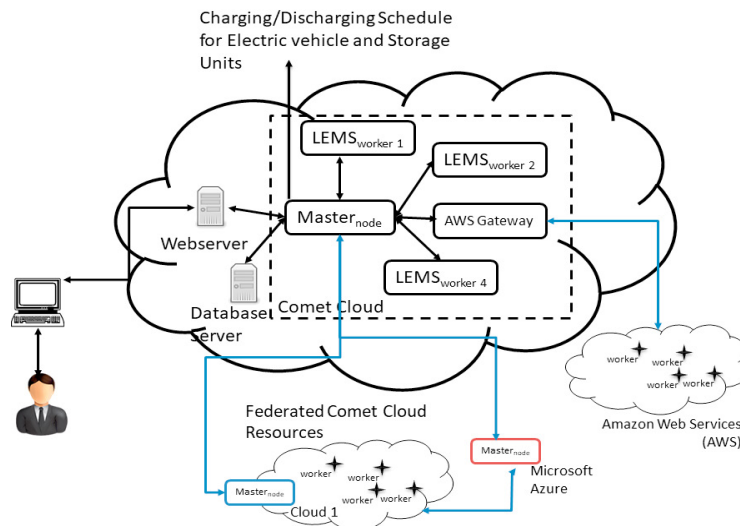 Charging/Discharging Schedule
for Electric vehicle and Storage
Units
LEMSworker 1
LEMSworker 2
Masternode
AWS Gateway
Webserver
LEMSworker 4
Database
Server
Comet Cloud
worker
worker
worker worker
Amazon Web Services
(AWS)
Federated Comet Cloud
Resources
Masternode
worker
worker
worker
worker
Cloud 1
Masternode
Microsoft
Azure